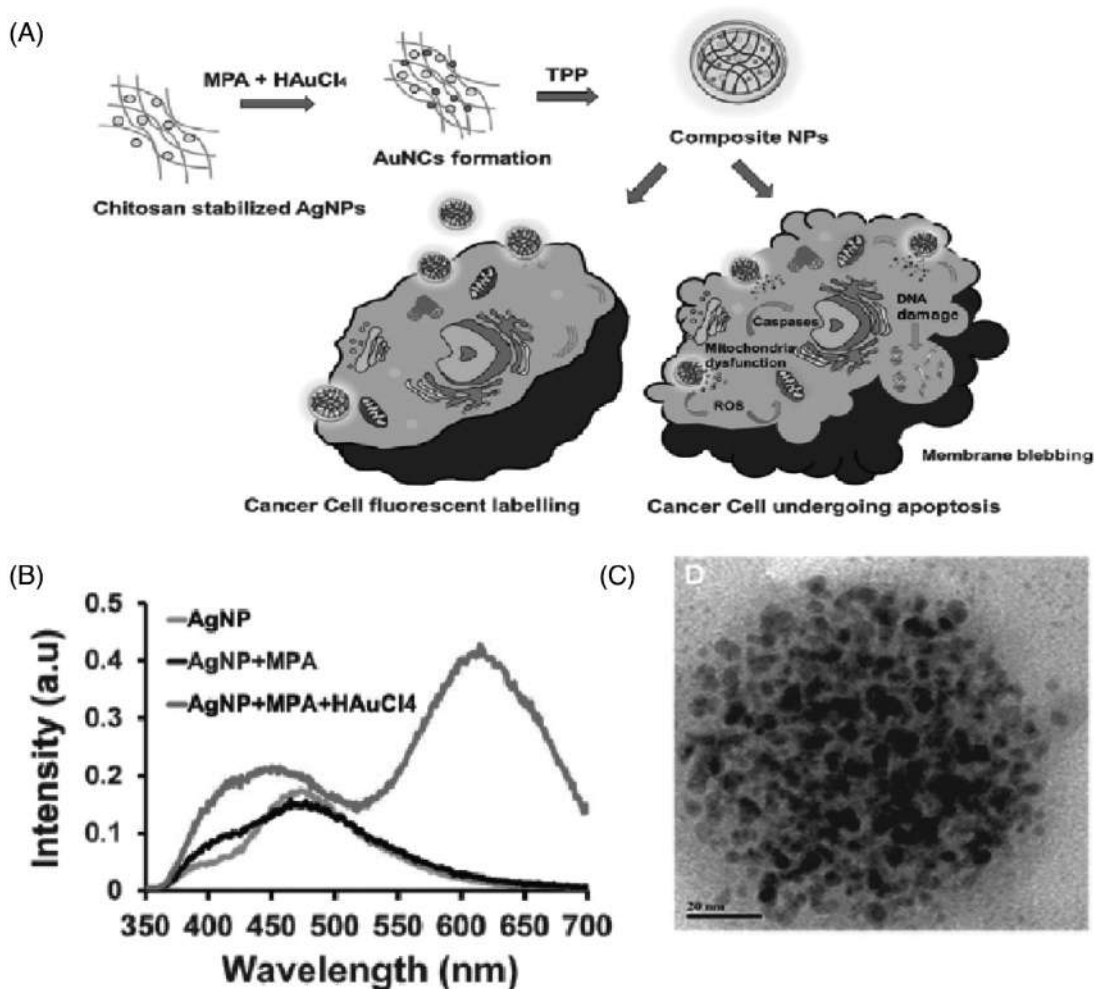 (A)
MPA + HAuCl₄
TPP
Chitosan stabilized AgNPs
AuNCs formation
Composite NPs
Caspases
DNA
damage
Mitochondria
dysfunction
ROS
Membrane blebbing
Cancer Cell fluorescent labelling
Cancer Cell undergoing apoptosis
(B)
0.5
0.4
0.3
0.2
0.1
0
AgNP
AgNP+MPA
AgNP+MPA+HAuCl4
Intensity (a.u)
350 400 450 500 550 600 650 700
Wavelength (nm)
(C)
D
20 nm